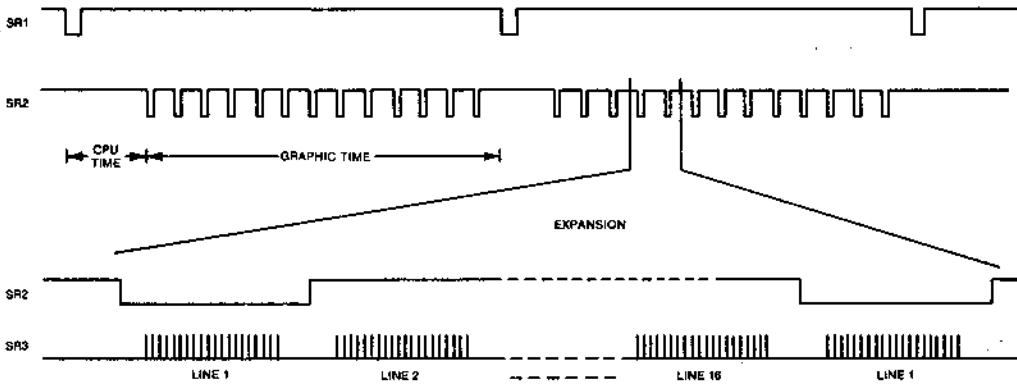 SR1
SR2
CPU
TIME
GRAPHIC TIME
EXPANSION
SR2
SR3
LINE 1
LINE 2
LINE 16
LINE 1